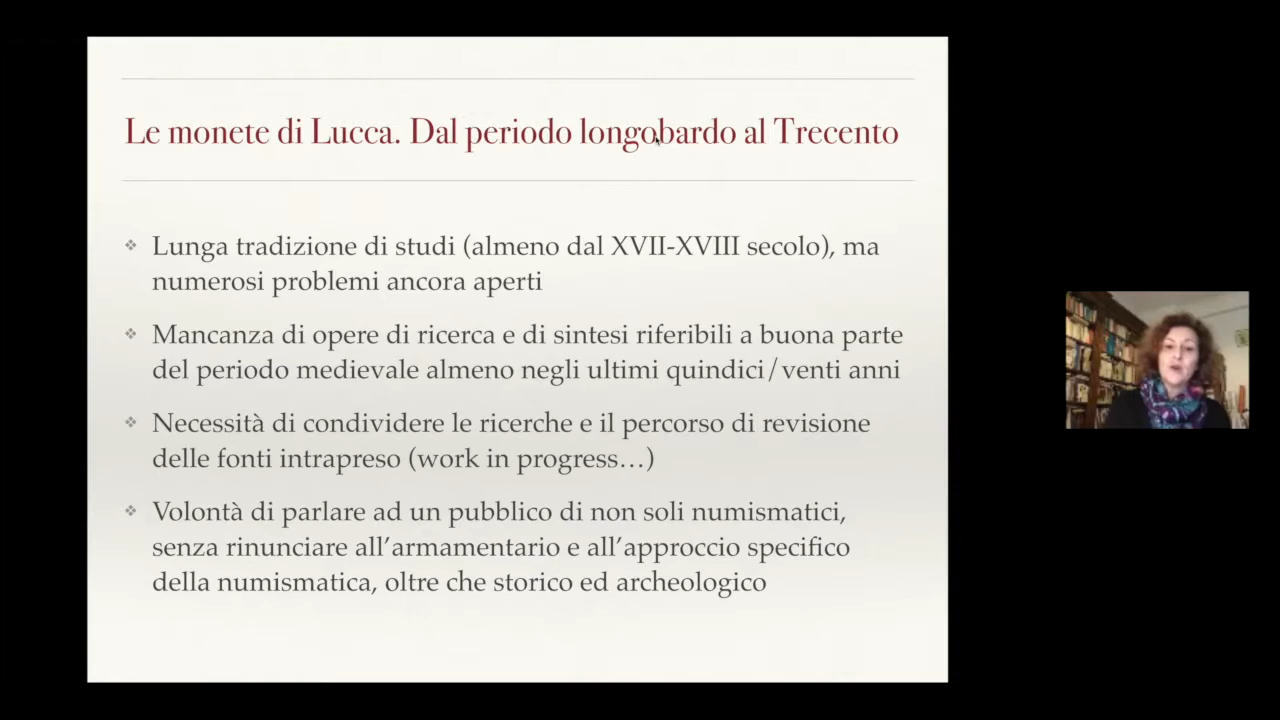 Le monete di Lucca. Dal periodo longobardo al Trecento
❖ Lunga tradizione di studi (almeno dal XVII-XVIII secolo), ma
numerosi problemi ancora aperti
❖ Mancanza di opere di ricerca e di sintesi riferibili a buona parte
del periodo medievale almeno negli ultimi quindici/venti anni
❖ Necessità di condividere le ricerche e il percorso di revisione
delle fonti intrapreso (work in progress…)
❖ Volontà di parlare ad un pubblico di non soli numismatici,
senza rinunciare all’armamentario e all’approccio specifico
della numismatica, oltre che storico ed archeologico